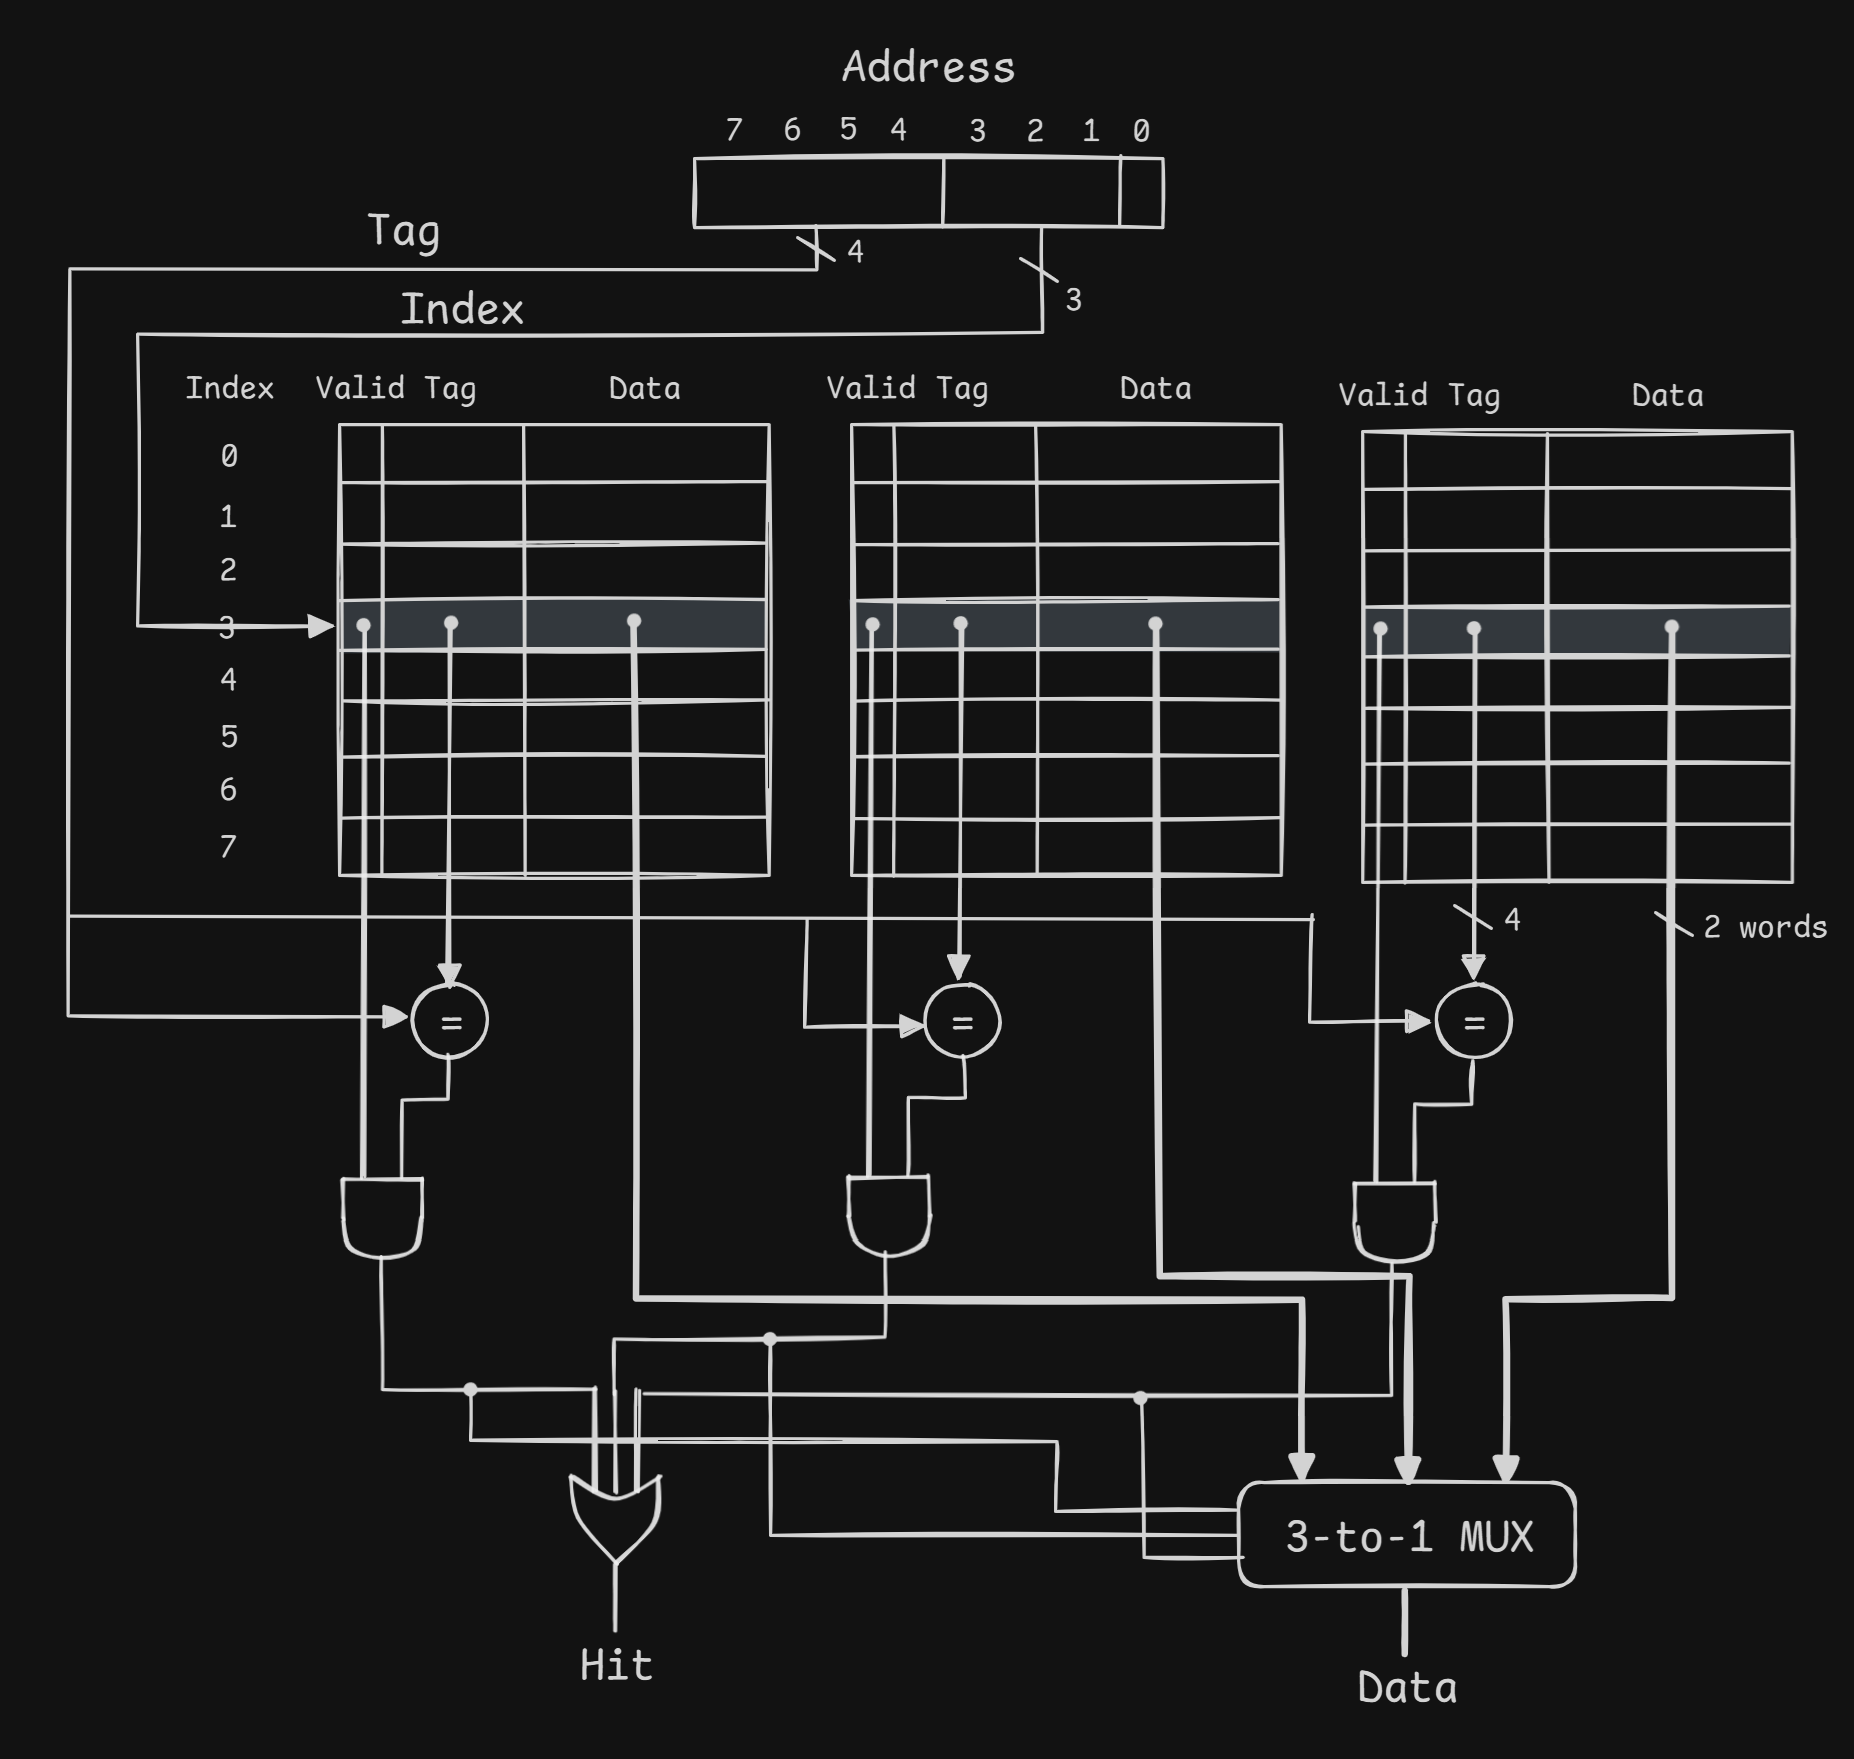 Address
7 6 5 4 3 2 1 0
Tag
4
3
Index
Index Valid Tag Data Valid Tag Data Valid Tag Data
0
1
2
3
4
5
6
7
4
2 words
= = =
3-to-1 MUX
Hit
Data